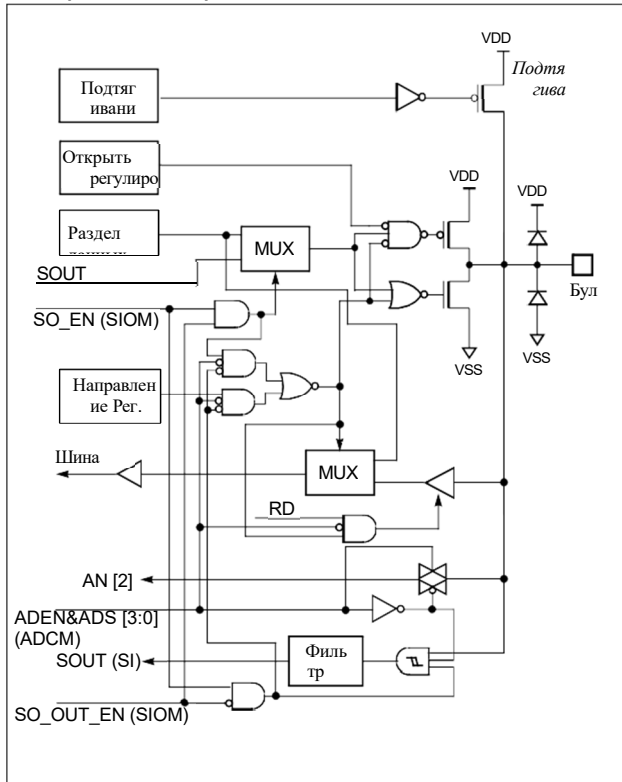 VDD
Подтя
гива
Подтяг
ивани
Открыть
регулиро
VDD
VDD
Раздел
MUX
SOUT
Бул
SO_EN (SIOM)
VSS
VSS
Направлен
ие Рег.
Шина
MUX
RD
AN [2]
ADEN&ADS [3:0]
(ADCM)
SOUT (SI)
Филь
тр
SO_OUT_EN (SIOM)